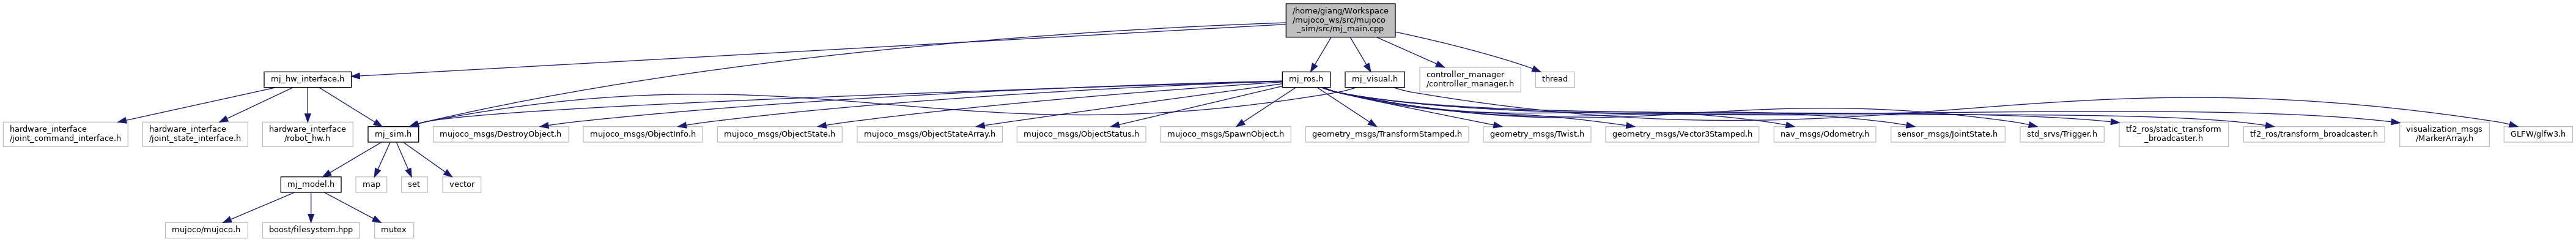 /home/giang/Workspace
/mujoco_ws/src/mujoco
_sim/src/mj_main.cpp
mj_hw_interface.h
mj_ros.h
mj_visual.h
controller_manager
/controller_manager.h
thread
hardware_interface
/joint_command_interface.h
hardware_interface
/joint_state_interface.h
hardware_interface
/robot_hw.h
mj_sim.h
mujoco_msgs/DestroyObject.h
mujoco_msgs/ObjectInfo.h
mujoco_msgs/ObjectState.h
mujoco_msgs/ObjectStateArray.h
mujoco_msgs/ObjectStatus.h
mujoco_msgs/SpawnObject.h
geometry_msgs/TransformStamped.h
geometry_msgs/Twist.h
geometry_msgs/Vector3Stamped.h
nav_msgs/Odometry.h
sensor_msgs/JointState.h
std_srvs/Trigger.h
tf2_ros/static_transform
_broadcaster.h
tf2_ros/transform_broadcaster.h
visualization_msgs
/MarkerArray.h
GLFW/glfw3.h
mj_model.h
map
set
vector
mujoco/mujoco.h
boost/filesystem.hpp
mutex